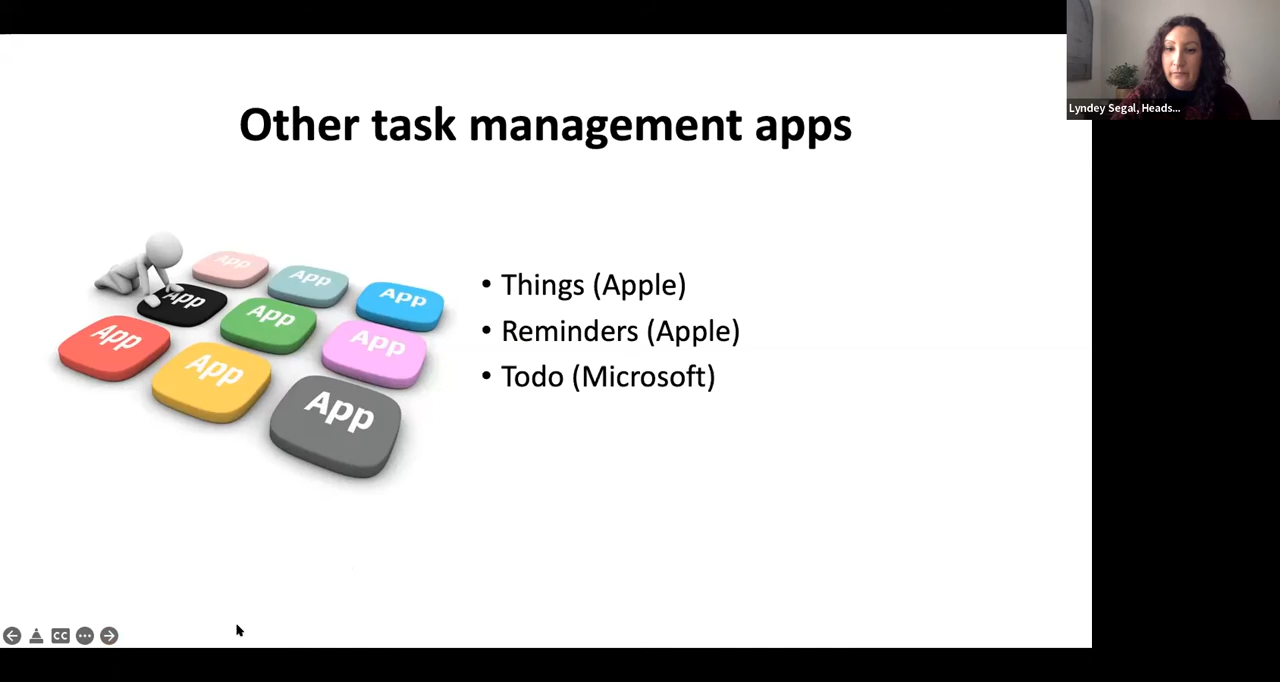 Other task management apps
Lyndey Segal, Heads...
App
App
App
App
App
App
App
App
App
• Things (Apple)
• Reminders (Apple)
• Todo (Microsoft)
CC